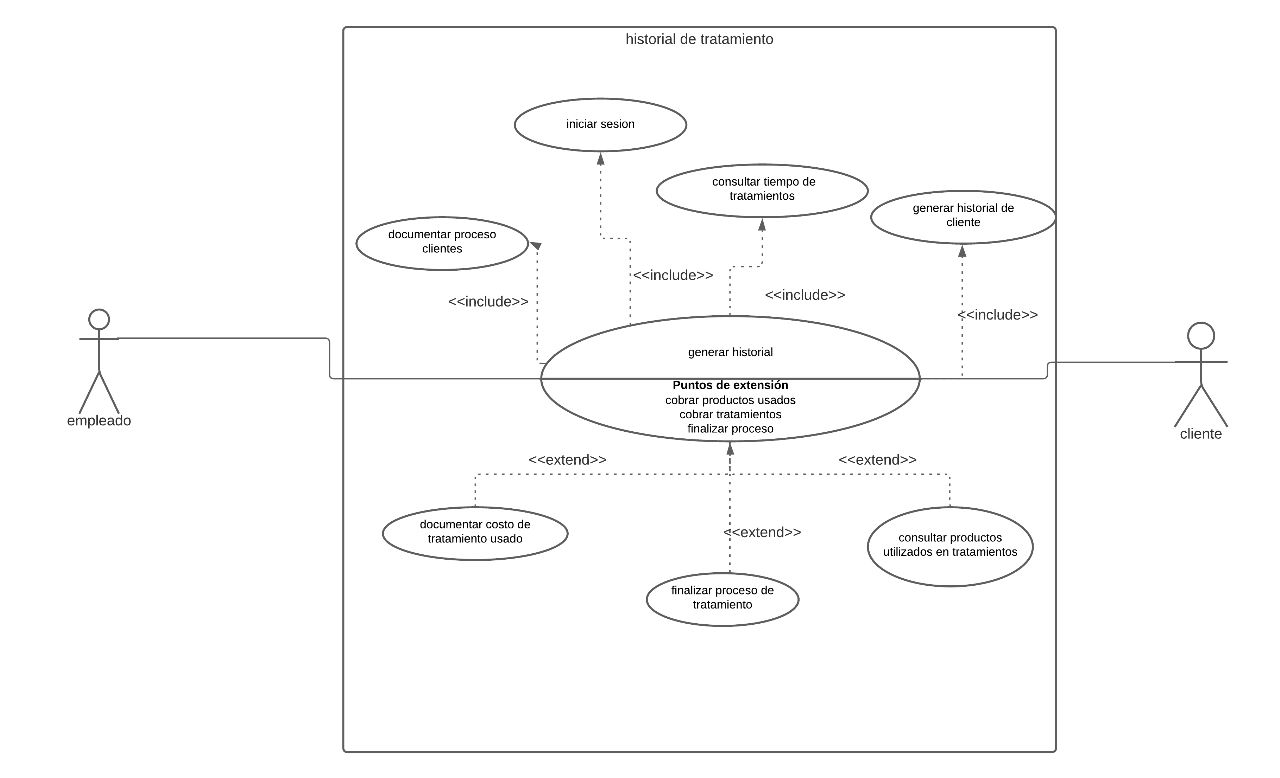 historial de tratamiento
iniciar sesion
consultar tiempo de
tratamientos
generar historial de
cliente
documentar proceso
clientes
<<include>>
<<include>>
<<include>>
<<include>>
generar historial
Puntos de extensión
cobrar productos usados
cobrar tratamientos
finalizar proceso
empleado
cliente
<<extend>>
<<extend>>
documentar costo de
tratamiento usado
<<extend>>
consultar productos
utilizados en tratamientos
finalizar proceso de
tratamiento